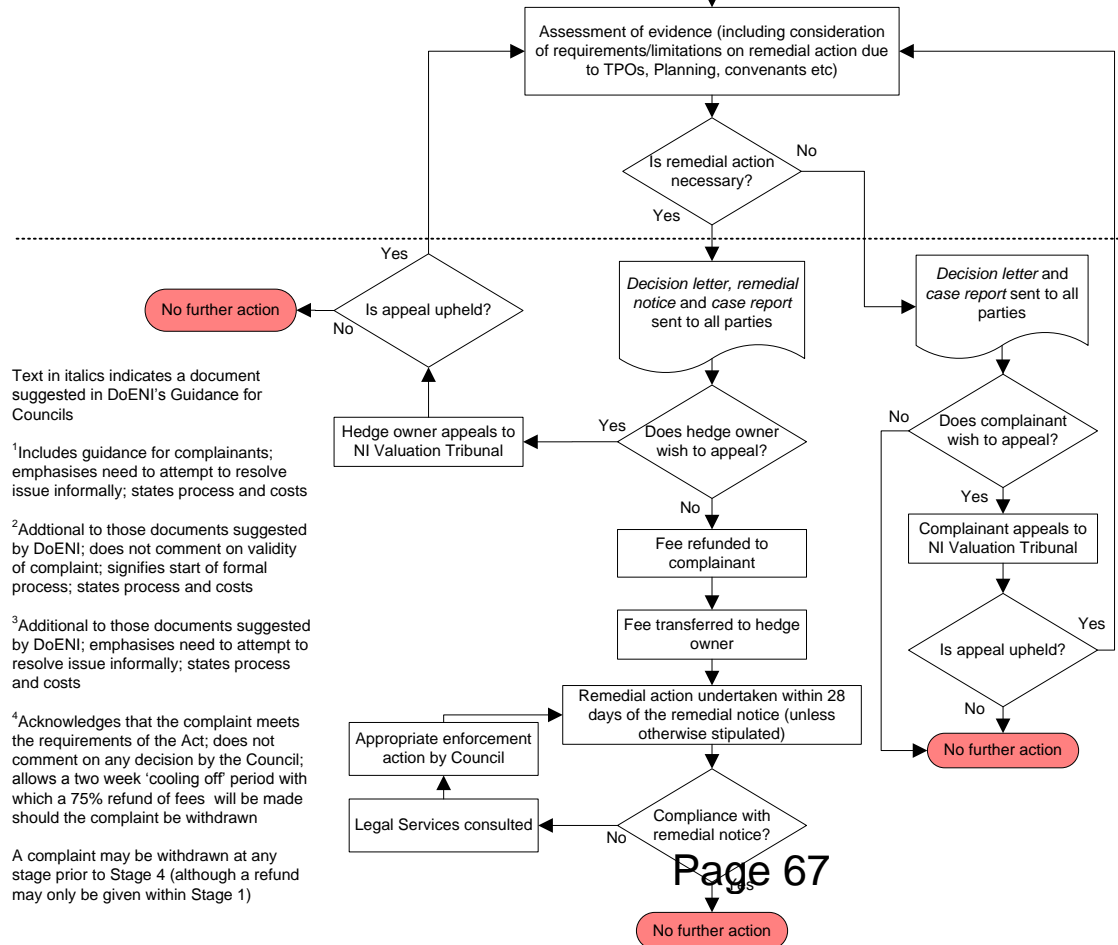 Assessment of evidence (including consideration
of requirements/limitations on remedial action due
to TPOs, Planning, convenants etc)
Is remedial action
necessary?
No
Yes
Decision letter, remedial
notice and case report
sent to all parties
Decision letter and
case report sent to all
parties
Yes
Is appeal upheld?
No
No further action
Hedge owner appeals to
NI Valuation Tribunal
Yes
Does hedge owner
wish to appeal?
No
No
Does complainant
wish to appeal?
Yes
Fee refunded to
complainant
Complainant appeals to
NI Valuation Tribunal
Fee transferred to hedge
owner
Is appeal upheld?
Yes
No
No further action
Remedial action undertaken within 28
days of the remedial notice (unless
otherwise stipulated)
Appropriate enforcement
action by Council
Legal Services consulted
No
Compliance with
remedial notice?
Yes
No further action
Text in italics indicates a document
suggested in DoENI's Guidance for
Councils
1Includes guidance for complainants;
emphasises need to attempt to resolve
issue informally; states process and costs
2Addtional to those documents suggested
by DoENI; does not comment on validity
of complaint; signifies start of formal
process; states process and costs
3Additional to those documents suggested
by DoENI; emphasises need to attempt to
resolve issue informally; states process
and costs
4Acknowledges that the complaint meets
the requirements of the Act; does not
comment on any decision by the Council;
allows a two week ‘cooling off’ period with
which a 75% refund of fees will be made
should the complaint be withdrawn
A complaint may be withdrawn at any
stage prior to Stage 4 (although a refund
may only be given within Stage 1)
Page 67